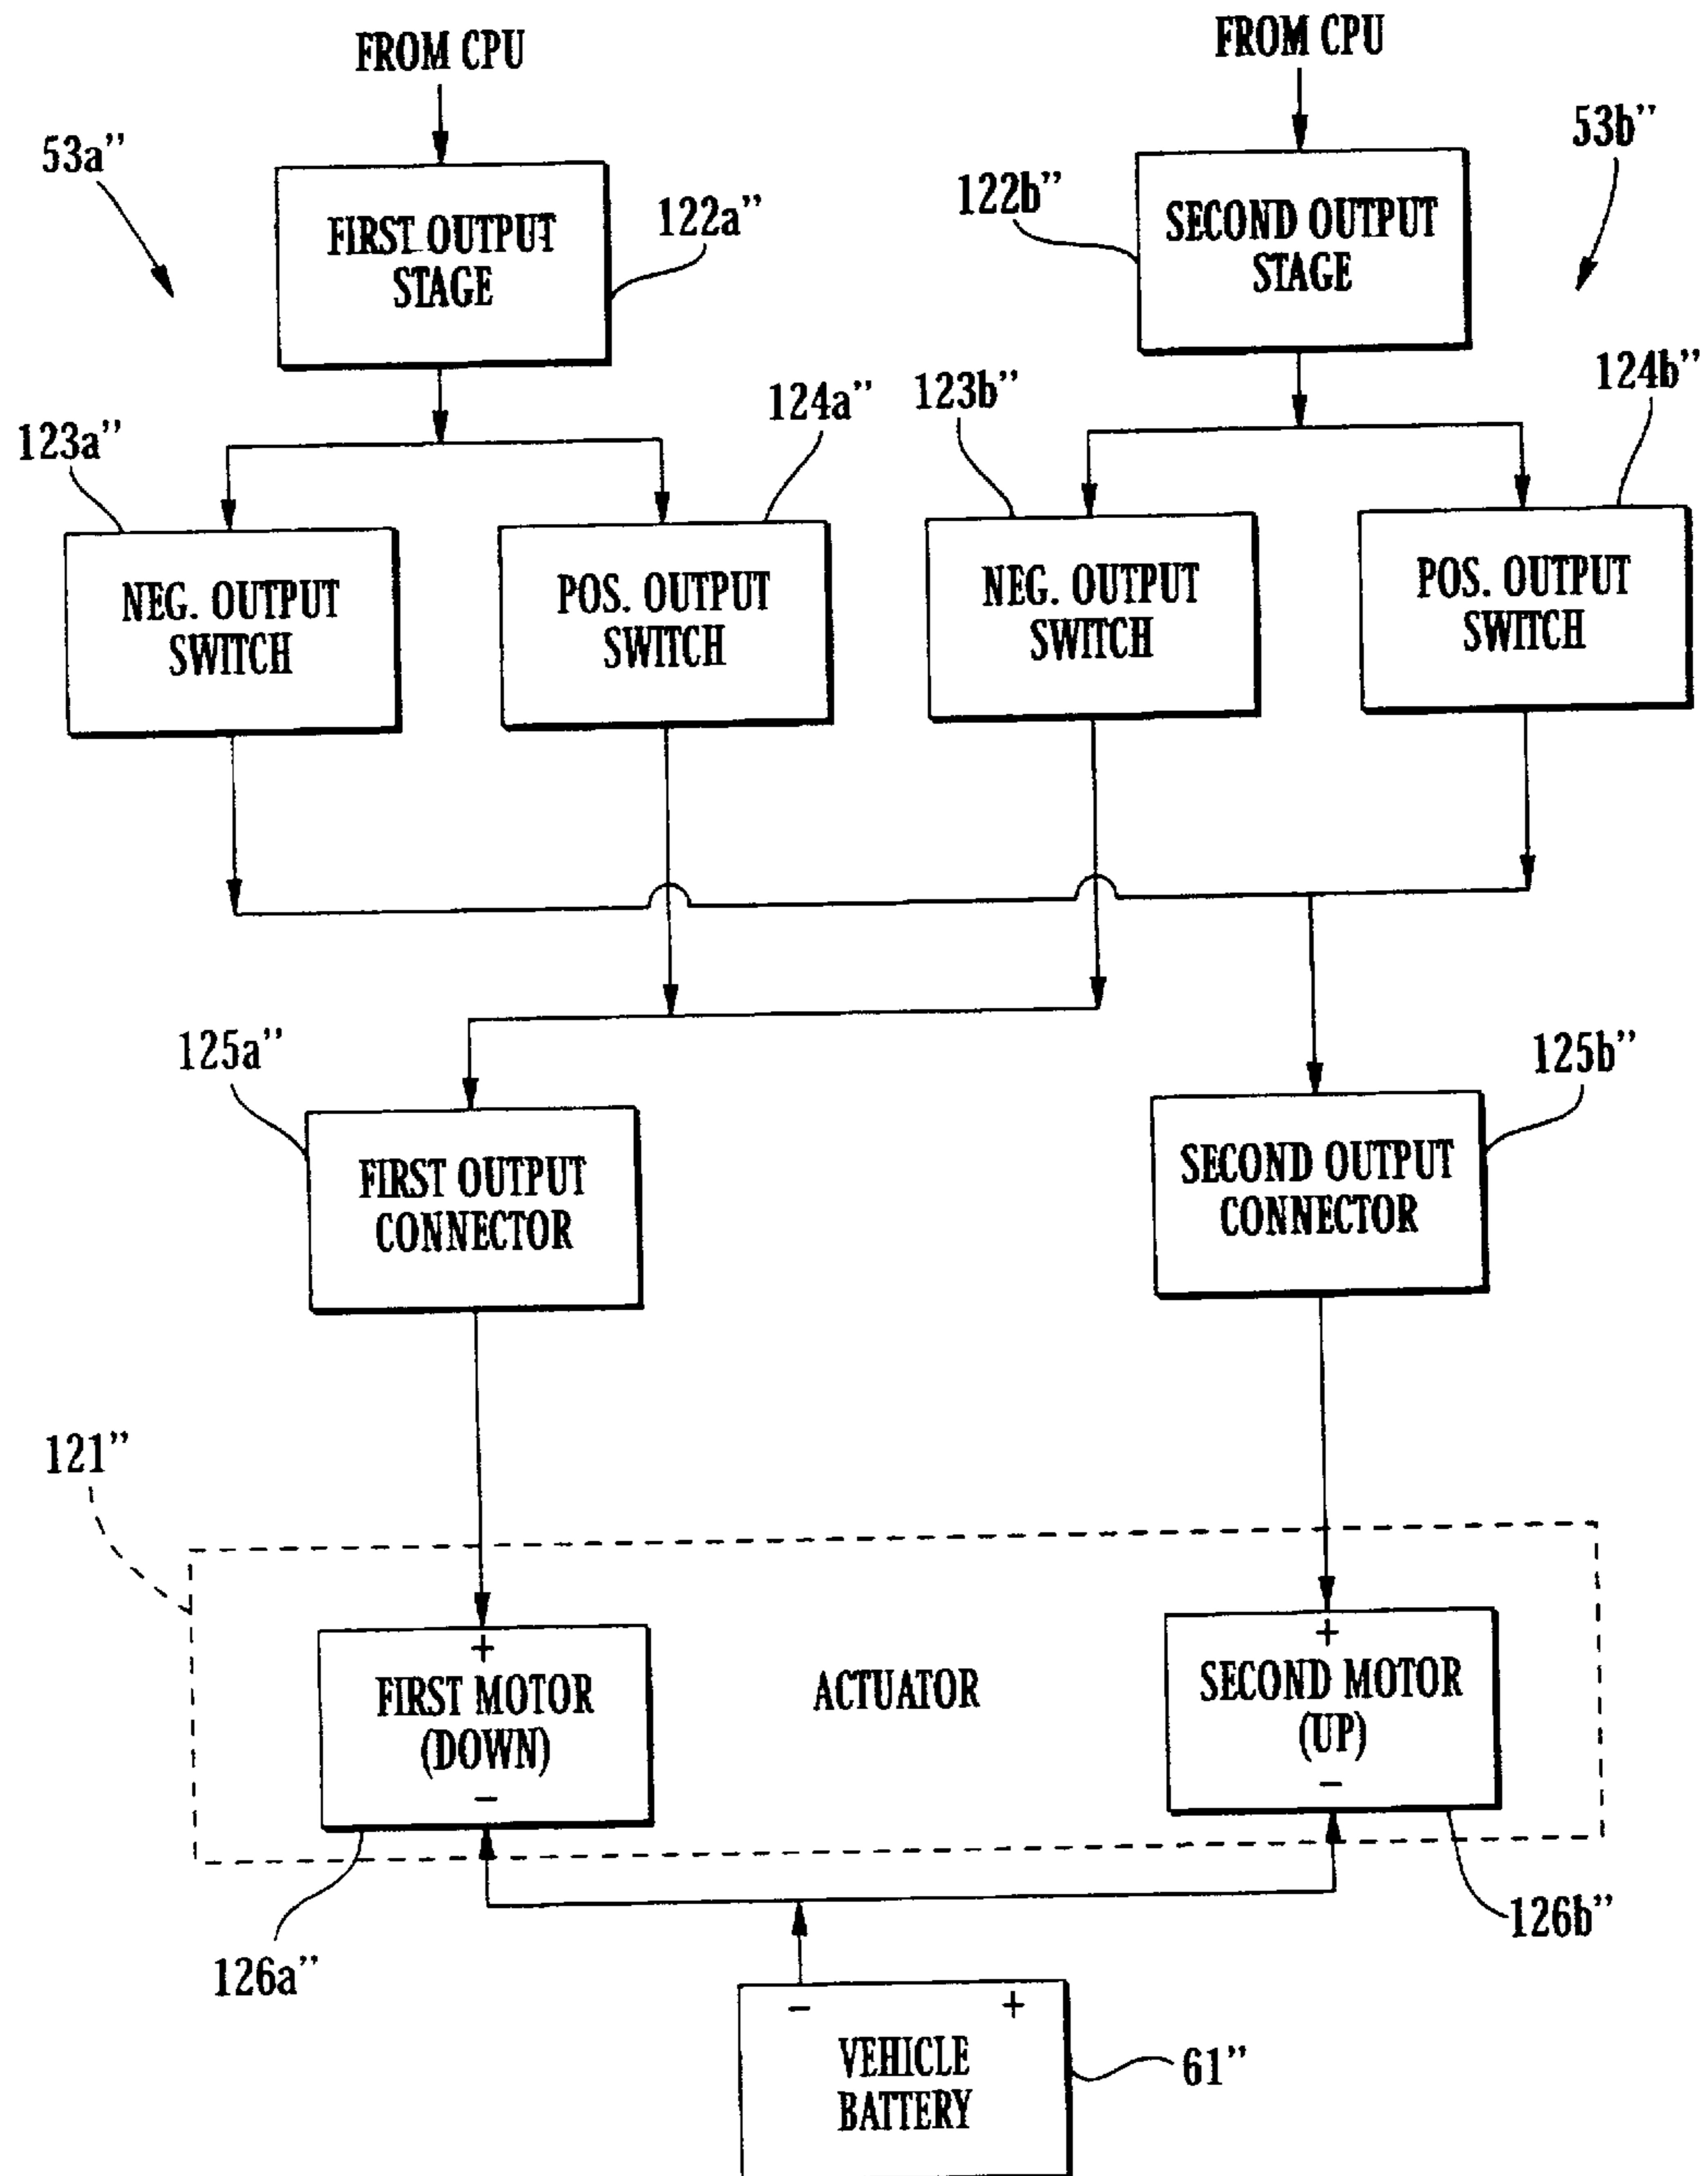 FROM CPU
FROM CPU
53a”
53b”
FIRST OUTPUT
STAGE
122a”
122b”
SECOND OUTPUT
STAGE
123a”
124a”
123b”
124b”
NEG. OUTPUT
SWITCH
POS. OUTPUT
SWITCH
NEG. OUTPUT
SWITCH
POS. OUTPUT
SWITCH
125a”
125b”
FIRST OUTPUT
CONNECTOR
SECOND OUTPUT
CONNECTOR
121”
+
FIRST MOTOR
(DOWN)
−
ACTUATOR
+
SECOND MOTOR
(UP)
−
126a”
126b”
− +
VEHICLE
BATTERY
61”